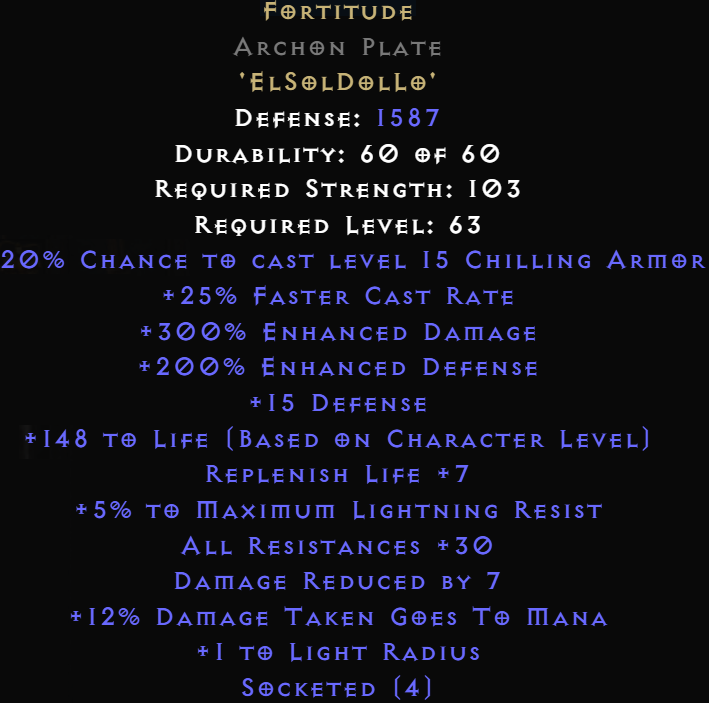 Fortitude
Archon Plate
'ElSolDolLo'
Defense: 1587
Durability: 60 of 60
Required Strength: 103
Required Level: 63
20% Chance to cast level 15 Chilling Armor
+25% Faster Cast Rate
+300% Enhanced Damage
+200% Enhanced Defense
+15 Defense
+148 to Life (Based on Character Level)
Replenish Life +7
+5% to Maximum Lightning Resist
All Resistances +30
Damage Reduced by 7
+12% Damage Taken Goes To Mana
+1 to Light Radius
Socketed (4)